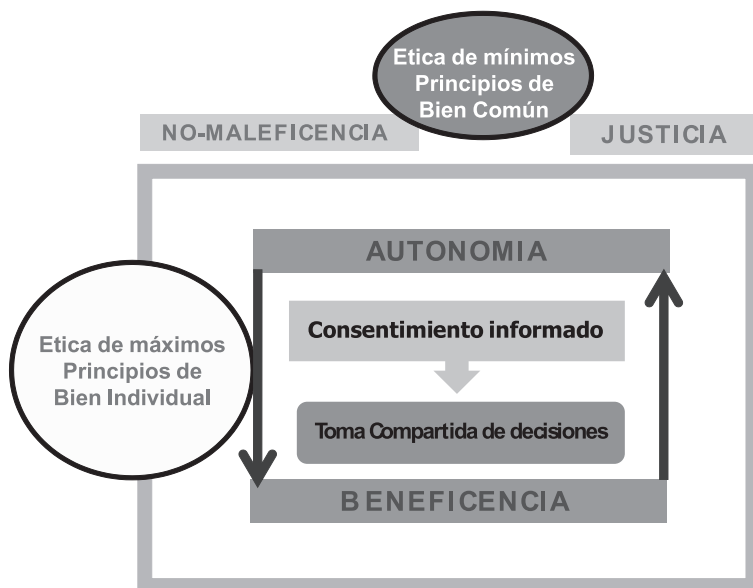 Etica de mínimos
Principios de
Bien Común
NO-MALEFICENCIA
JUSTICIA
AUTONOMIA
Consentimiento informado
Etica de máximos
Principios de
Bien Individual
Toma Compartida de decisiones
BENEFICENCIA